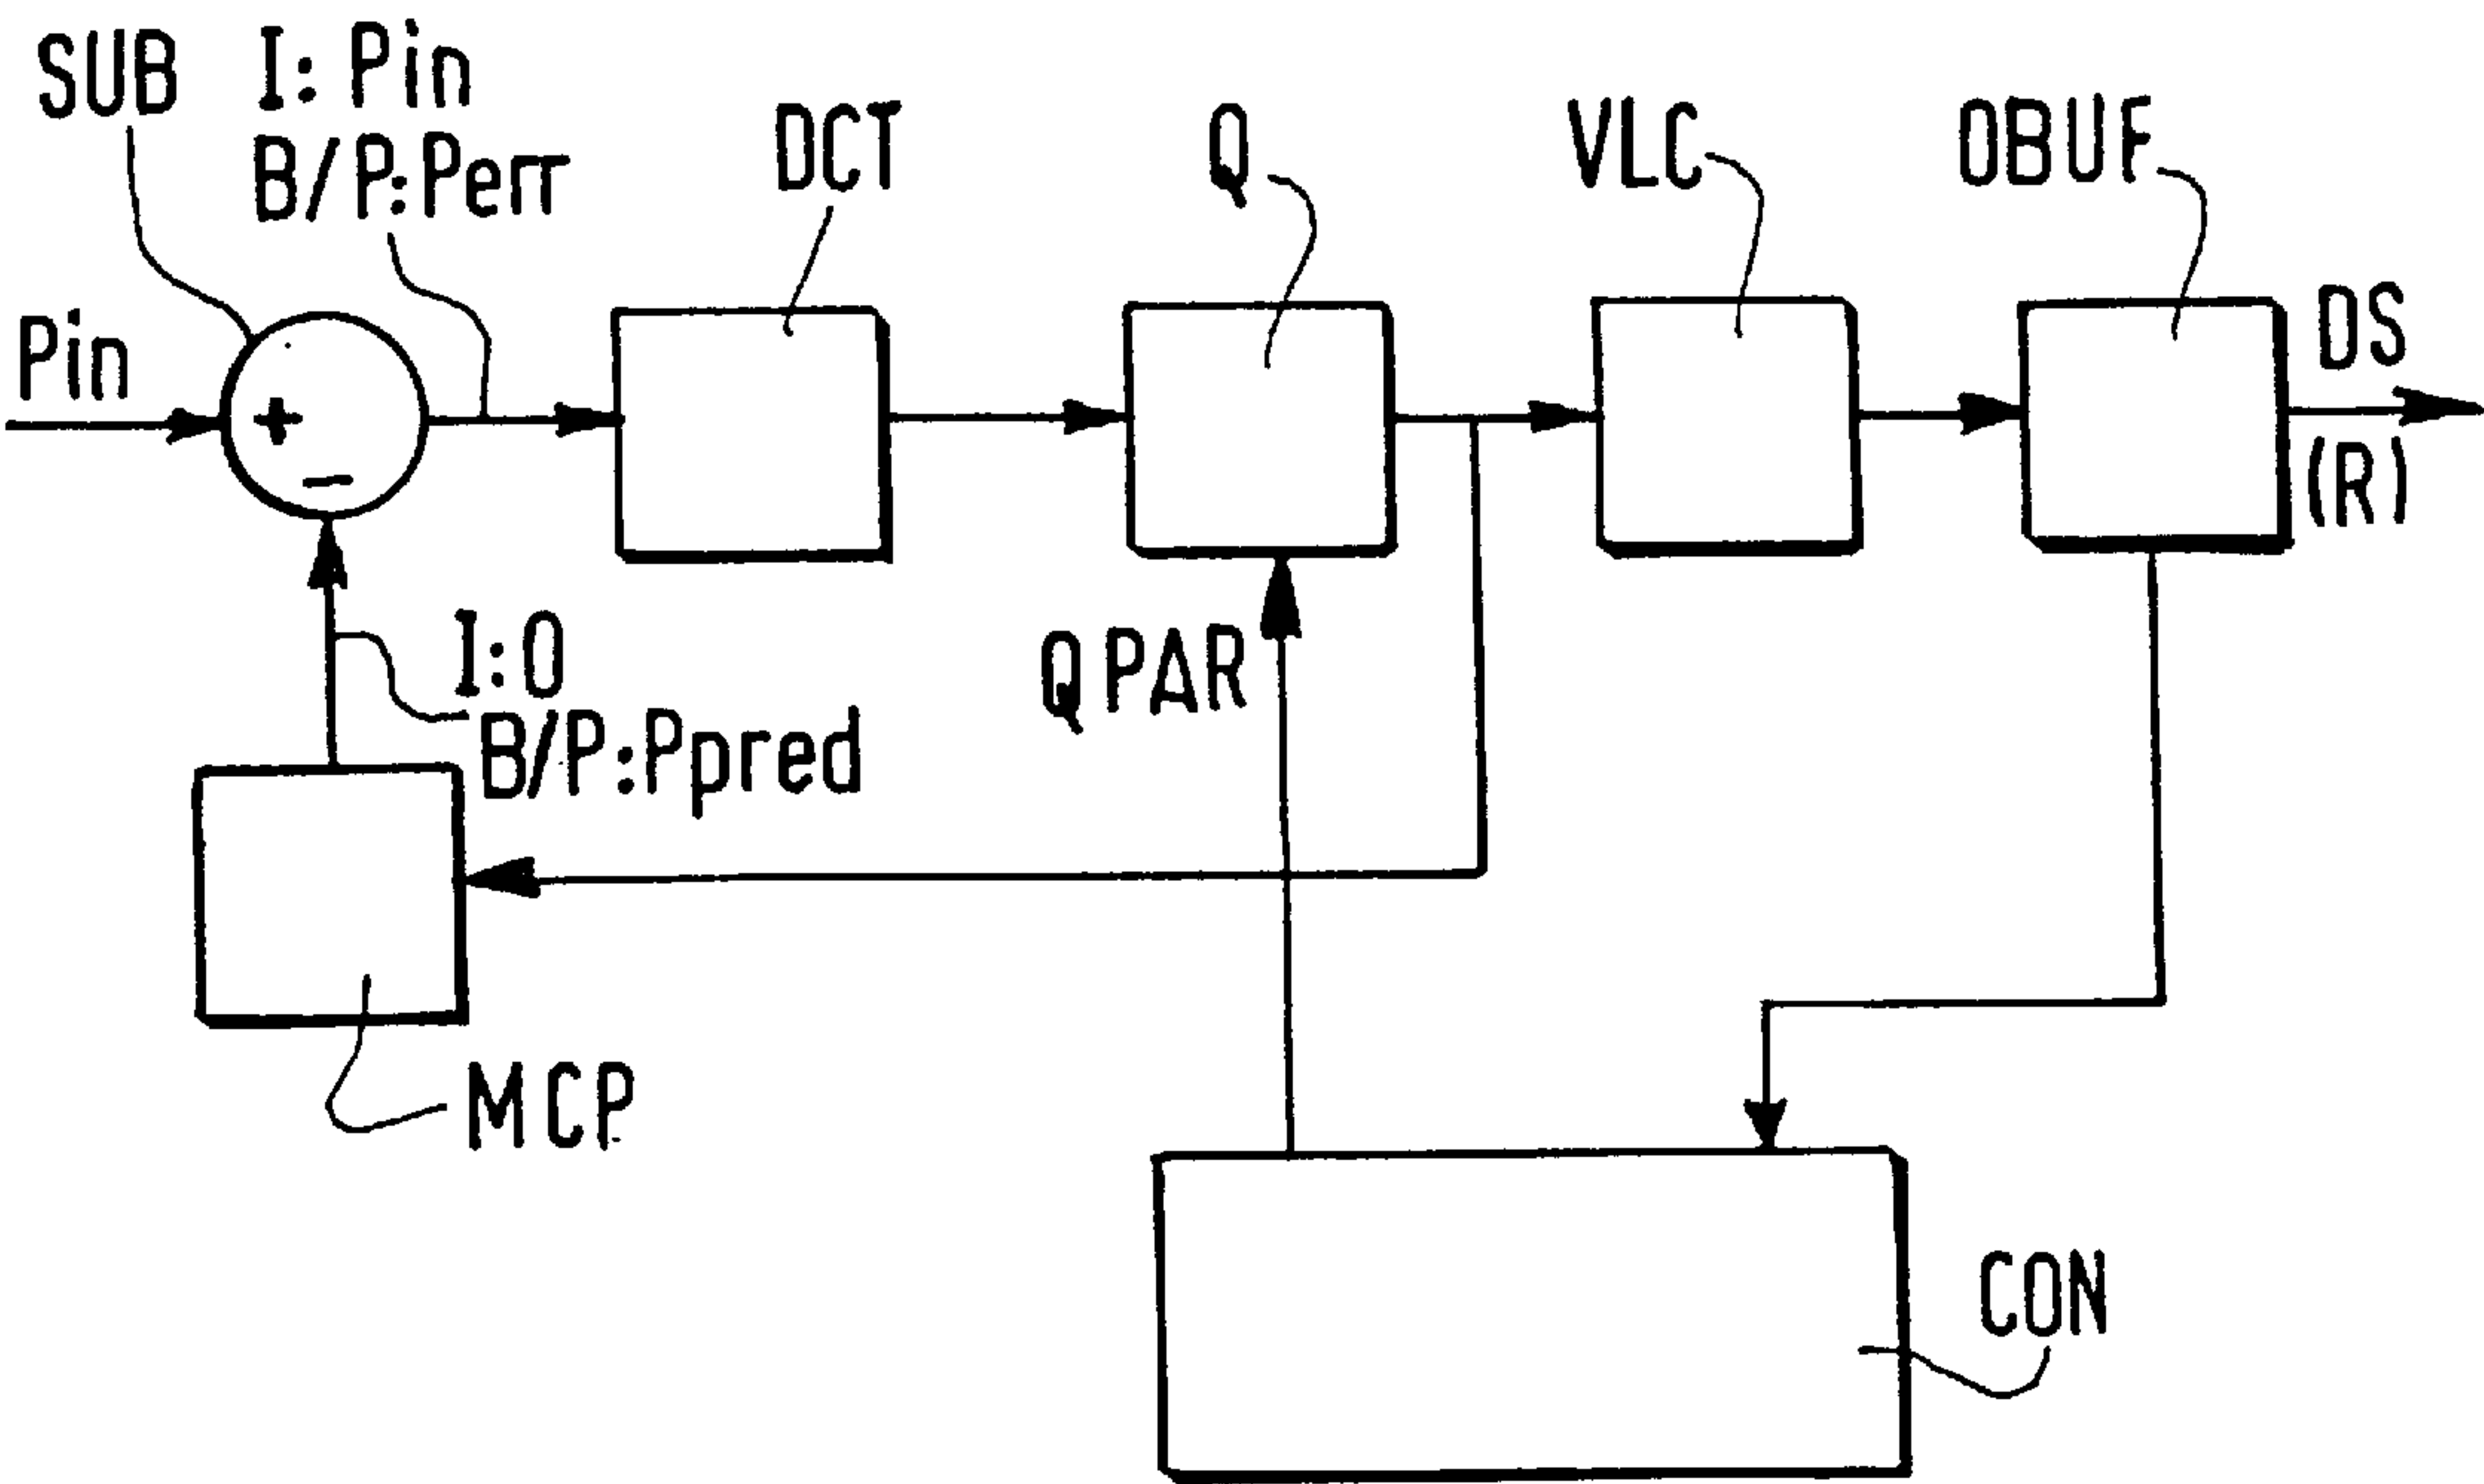 SUB
I: Pin
B/P:Perr
DCT
Q
VLC
OBUF
Pin
+
−
DS
(R)
I:0
B/P:Ppred
QPAR
MCP
CON